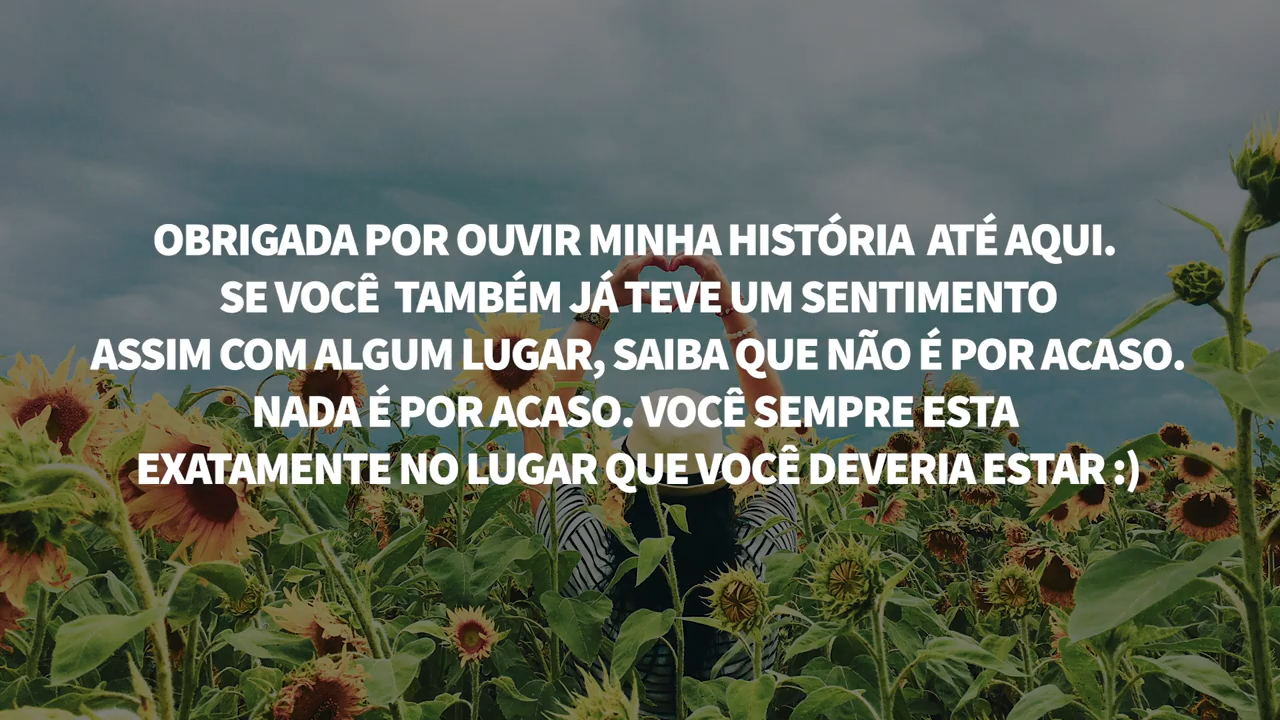 OBRIGADA POR OUVIR MINHA HISTÓRIA ATÉ AQUI.
SE VOCÊ TAMBÉM JÁ TEVE UM SENTIMENTO
ASSIM COM ALGUM LUGAR, SAIBA QUE NÃO É POR ACASO.
NADA É POR ACASO. VOCÊ SEMPRE ESTA
EXATAMENTE NO LUGAR QUE VOCÊ DEVERIA ESTAR :)